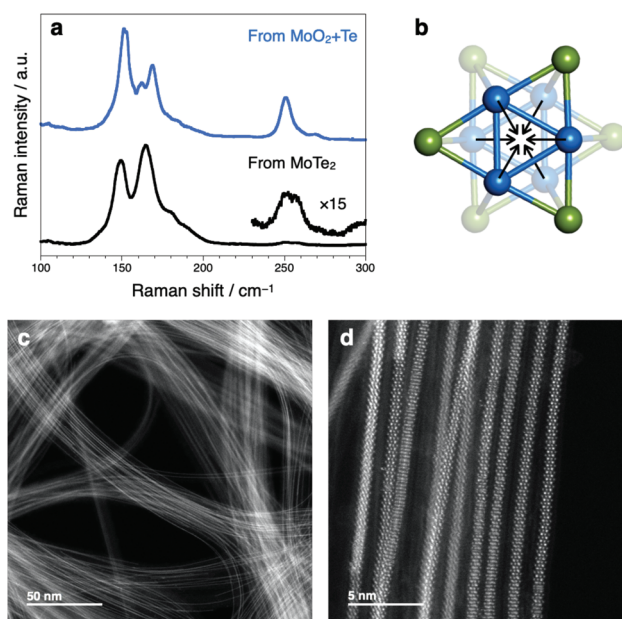 a
From MoO₂+Te
From MoTe₂
×15
Raman intensity / a.u.
100
150
200
250
300
Raman shift / cm⁻¹
b
c
50 nm
d
5 nm